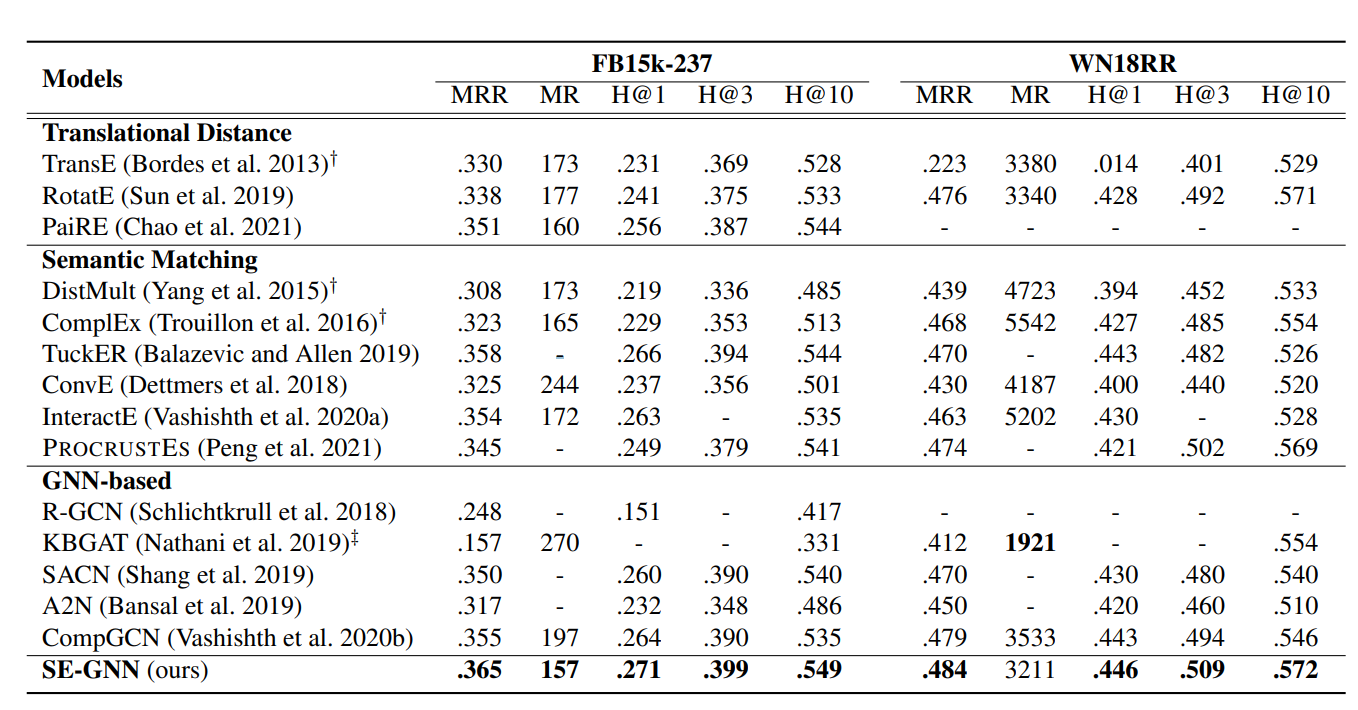 Models FB15k-237 WN18RR
MRR MR H@1 H@3 H@10 MRR MR H@1 H@3 H@10
Translational Distance
TransE (Bordes et al. 2013)† .330 173 .231 .369 .528 .223 3380 .014 .401 .529
RotatE (Sun et al. 2019) .338 177 .241 .375 .533 .476 3340 .428 .492 .571
PaiRE (Chao et al. 2021) .351 160 .256 .387 .544 - - - - -
Semantic Matching
DistMult (Yang et al. 2015)† .308 173 .219 .336 .485 .439 4723 .394 .452 .533
ComplEx (Trouillon et al. 2016)† .323 165 .229 .353 .513 .468 5542 .427 .485 .554
TuckER (Balazevic and Allen 2019) .358 - .266 .394 .544 .470 - .443 .482 .526
ConvE (Dettmers et al. 2018) .325 244 .237 .356 .501 .430 4187 .400 .440 .520
InteractE (Vashishth et al. 2020a) .354 172 .263 - .535 .463 5202 .430 - .528
PROCRUSTES (Peng et al. 2021) .345 - .249 .379 .541 .474 - .421 .502 .569
GNN-based
R-GCN (Schlichtkrull et al. 2018) .248 - .151 - .417 - - - - -
KBGAT (Nathani et al. 2019)‡ .157 270 - - .331 .412 1921 - - .554
SACN (Shang et al. 2019) .350 - .260 .390 .540 .470 - .430 .480 .540
A2N (Bansal et al. 2019) .317 - .232 .348 .486 .450 - .420 .460 .510
CompGCN (Vashishth et al. 2020b) .355 197 .264 .390 .535 .479 3533 .443 .494 .546
SE-GNN (ours) .365 157 .271 .399 .549 .484 3211 .446 .509 .572